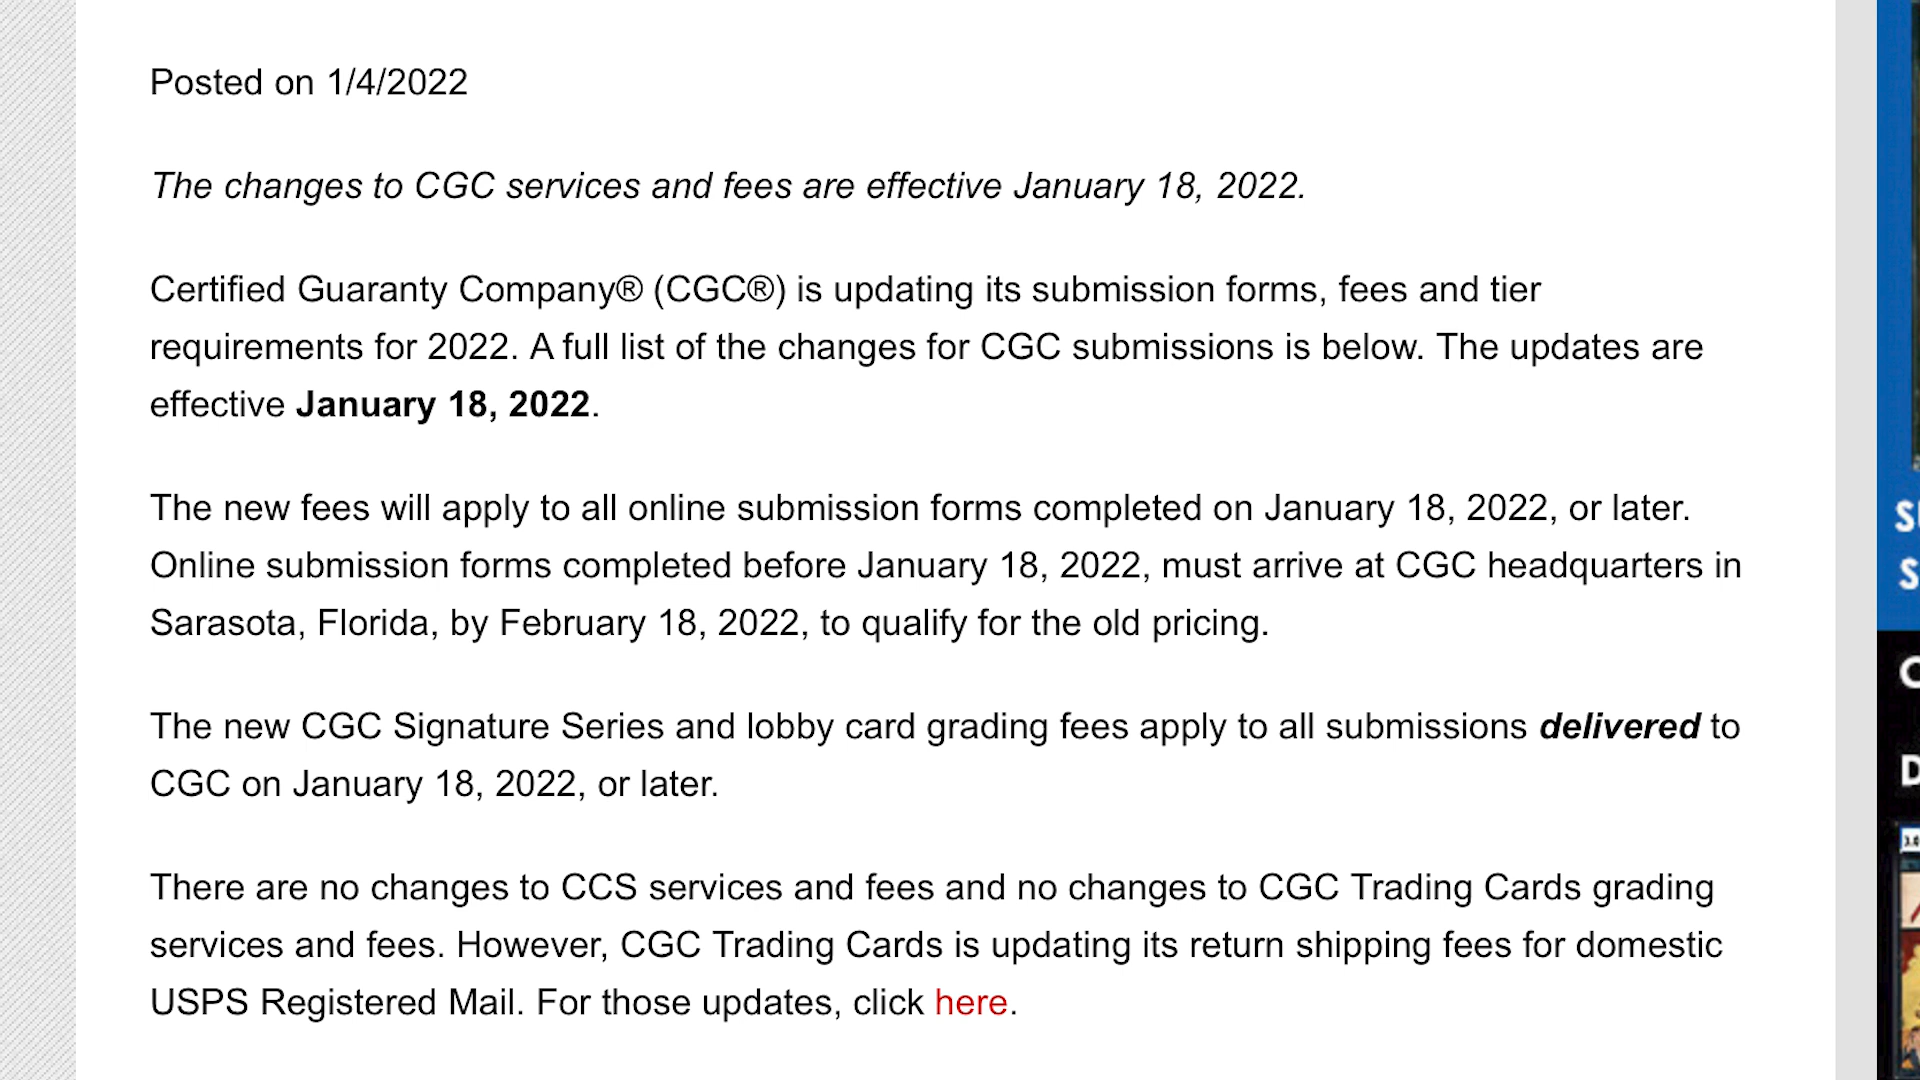 Posted on 1/4/2022
The changes to CGC services and fees are effective January 18, 2022.
Certified Guaranty Company® (CGC®) is updating its submission forms, fees and tier
requirements for 2022. A full list of the changes for CGC submissions is below. The updates are
effective January 18, 2022.
The new fees will apply to all online submission forms completed on January 18, 2022, or later.
Online submission forms completed before January 18, 2022, must arrive at CGC headquarters in
Sarasota, Florida, by February 18, 2022, to qualify for the old pricing.
The new CGC Signature Series and lobby card grading fees apply to all submissions delivered to
CGC on January 18, 2022, or later.
There are no changes to CCS services and fees and no changes to CGC Trading Cards grading
services and fees. However, CGC Trading Cards is updating its return shipping fees for domestic
USPS Registered Mail. For those updates, click here.